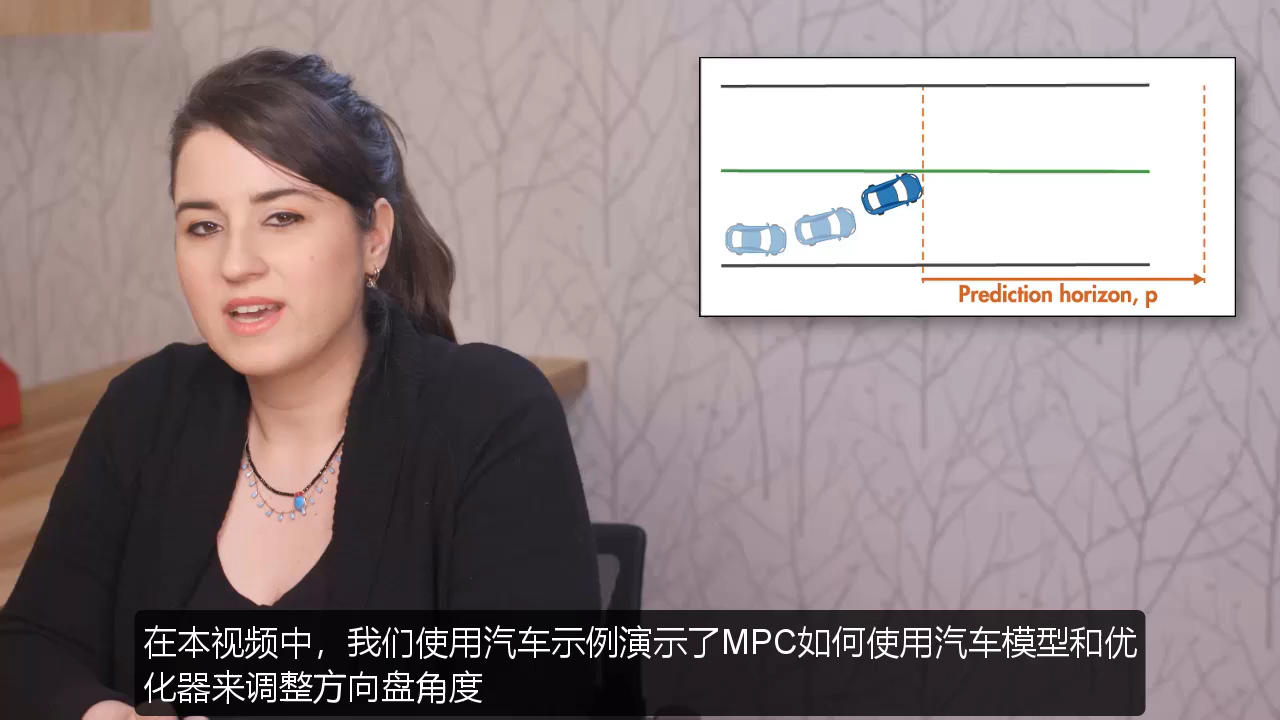 Prediction horizon, p
在本视频中，我们使用汽车示例演示了MPC如何使用汽车模型和优
化器来调整方向盘角度